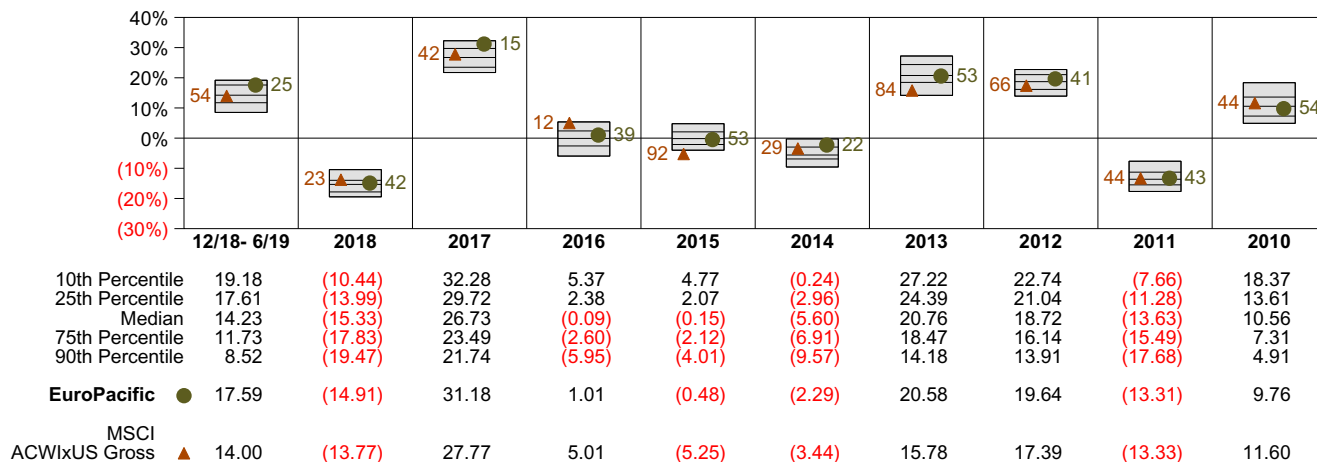 40%
30%
20%
10%
0%
(10%)
(20%)
(30%)
54 25
23 42
42 15
12 39
92 53
29 22
84 53
66 41
44 43
44 54
12/18- 6/19 2018 2017 2016 2015 2014 2013 2012 2011 2010
10th Percentile 19.18 (10.44) 32.28 5.37 4.77 (0.24) 27.22 22.74 (7.66) 18.37
25th Percentile 17.61 (13.99) 29.72 2.38 2.07 (2.96) 24.39 21.04 (11.28) 13.61
Median 14.23 (15.33) 26.73 (0.09) (0.15) (5.60) 20.76 18.72 (13.63) 10.56
75th Percentile 11.73 (17.83) 23.49 (2.60) (2.12) (6.91) 18.47 16.14 (15.49) 7.31
90th Percentile 8.52 (19.47) 21.74 (5.95) (4.01) (9.57) 14.18 13.91 (17.68) 4.91
EuroPacific 17.59 (14.91) 31.18 1.01 (0.48) (2.29) 20.58 19.64 (13.31) 9.76
MSCI
ACWIxUS Gross 14.00 (13.77) 27.77 5.01 (5.25) (3.44) 15.78 17.39 (13.33) 11.60